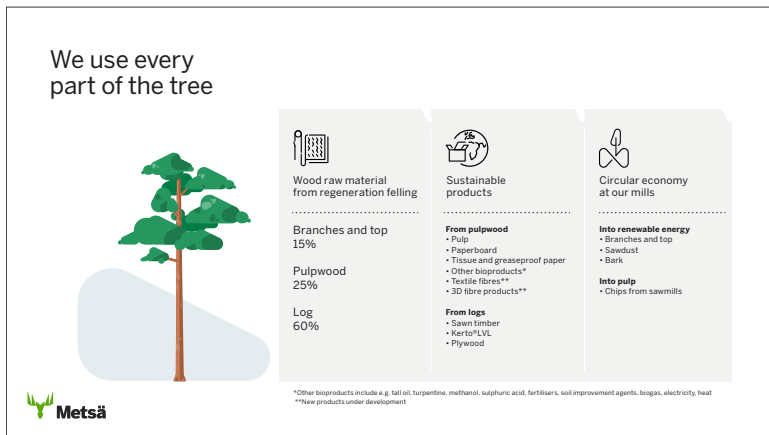 We use every
part of the tree
Wood raw material
from regeneration felling
Branches and top
15%
Pulpwood
25%
Log
60%
Sustainable
products
From pulpwood
• Pulp
• Paperboard
• Tissue and greaseproof paper
• Other bioproducts*
• Textile fibres**
• 3D fibre products**
From logs
• Sawn timber
• Kerto®LVL
• Plywood
Circular economy
at our mills
Into renewable energy
• Branches and top
• Sawdust
• Bark
Into pulp
• Chips from sawmills
*Other bioproducts include e.g. tall oil, turpentine, methanol, sulphuric acid, fertilisers, soil improvement agents, biogas, electricity, heat
**New products under development
Metsä